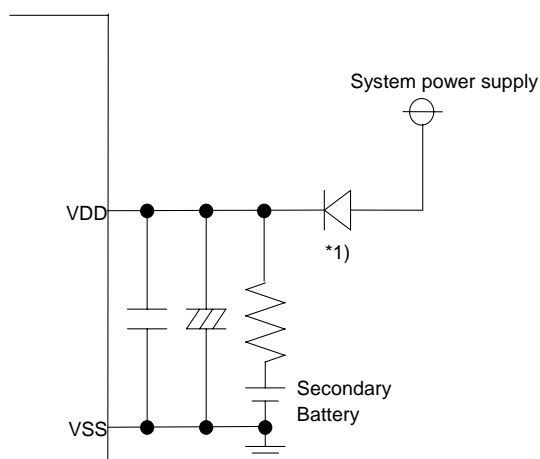 System power supply
VDD
*1)
Secondary
Battery
VSS